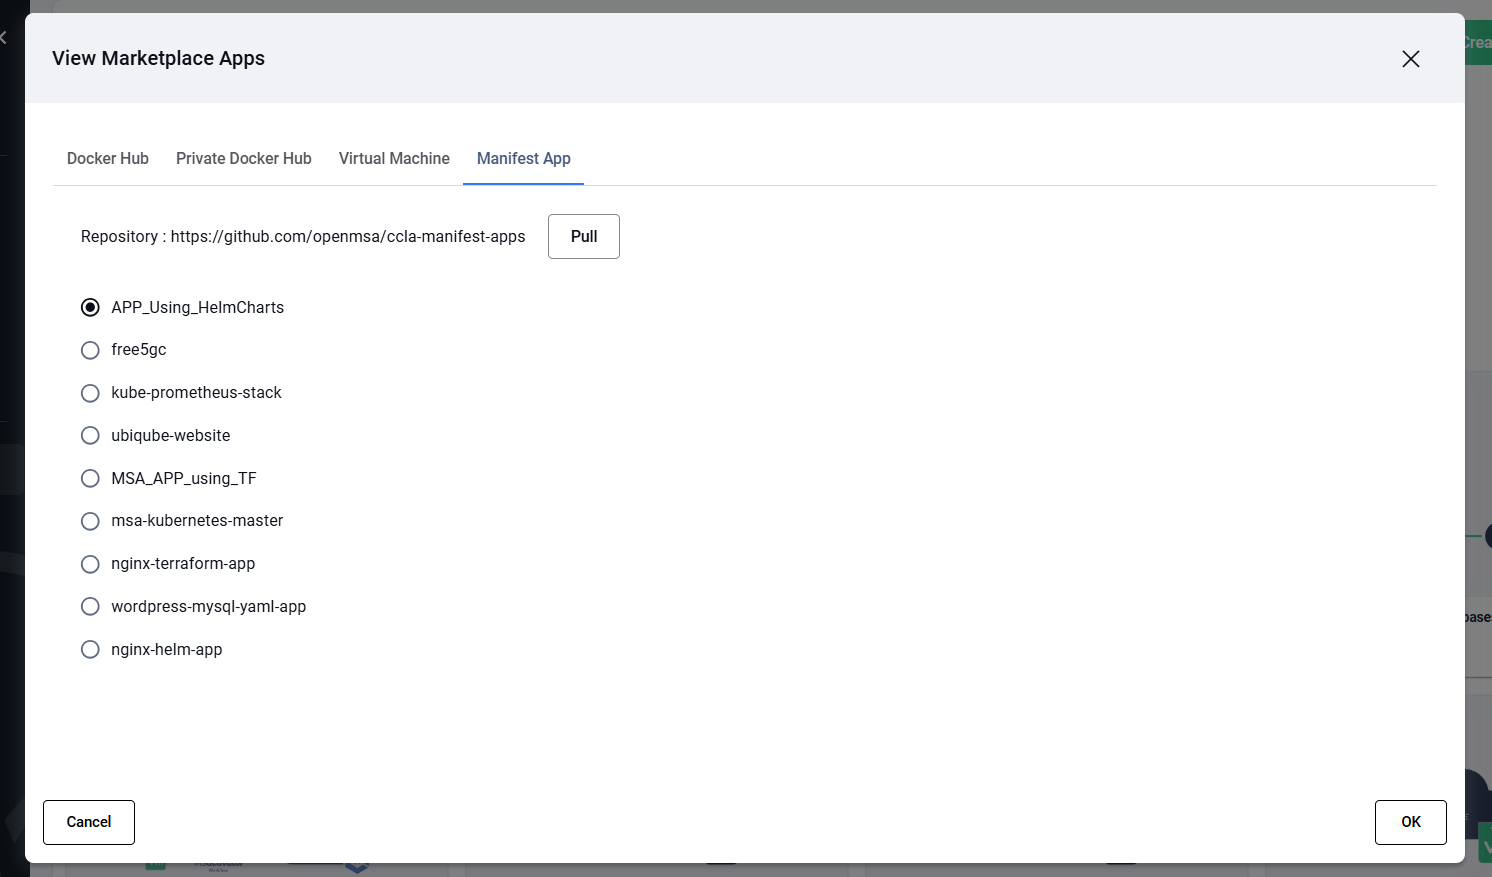 View Marketplace Apps
Docker Hub Private Docker Hub Virtual Machine Manifest App
Repository : https://github.com/openmsa/ccla-manifest-apps Pull
APP_Using_HelmCharts
free5gc
kube-prometheus-stack
ubiqube-website
MSA_APP_using_TF
msa-kubernetes-master
nginx-terraform-app
wordpress-mysql-yaml-app
nginx-helm-app
Cancel OK